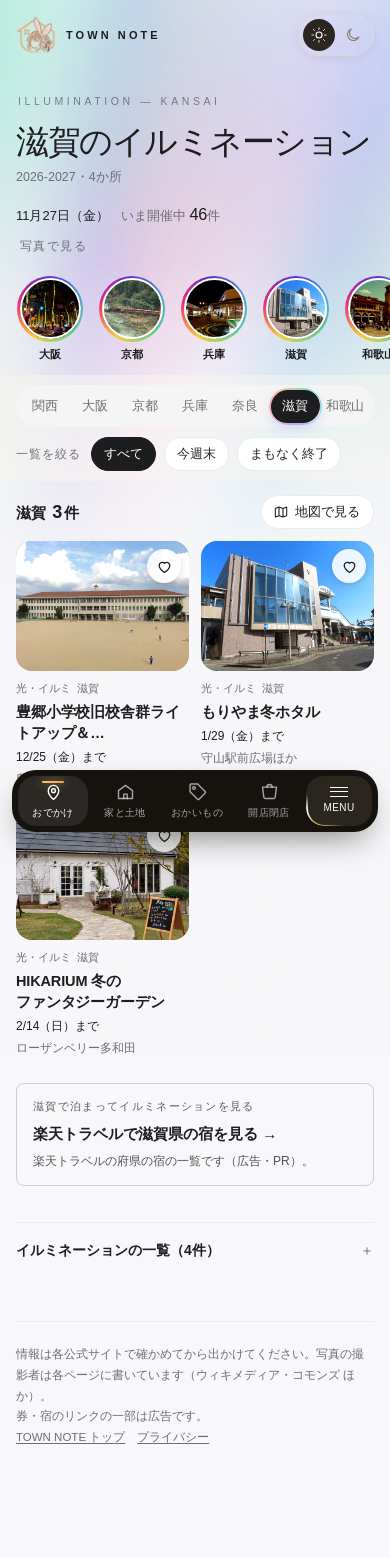 TOWN NOTE
ILLUMINATION — KANSAI
滋賀のイルミネーション
2026-2027・4か所
11月27日（金） いま開催中 46件
写真で見る
大阪 京都 兵庫 滋賀 和歌山
関西 大阪 京都 兵庫 奈良 滋賀 和歌山
一覧を絞る すべて 今週末 まもなく終了
滋賀 3件 地図で見る
光・イルミ 滋賀
豊郷小学校旧校舎群ライ
トアップ＆…
12/25（金）まで
光・イルミ 滋賀
もりやま冬ホタル
1/29（金）まで
守山駅前広場ほか
おでかけ 家と土地 おかいもの 開店閉店 MENU
光・イルミ 滋賀
HIKARIUM 冬の
ファンタジーガーデン
2/14（日）まで
ローザンベリー多和田
滋賀で泊まってイルミネーションを見る
楽天トラベルで滋賀県の宿を見る →
楽天トラベルの府県の宿の一覧です（広告・PR）。
イルミネーションの一覧（4件） ＋
情報は各公式サイトで確かめてから出かけてください。写真の撮
影者は各ページに書いています（ウィキメディア・コモンズ ほ
か）。
券・宿のリンクの一部は広告です。
TOWN NOTE トップ プライバシー